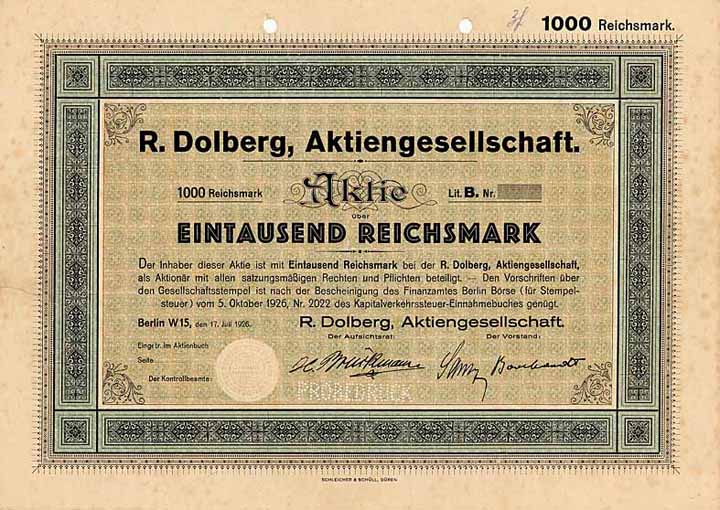 1000 Reichsmark.
R. Dolberg, Aktiengesellschaft.
1000 Reichsmark Aktie Lit. B. Nr.
über
EINTAUSEND REICHSMARK
Der Inhaber dieser Aktie ist mit Eintausend Reichsmark bei der R. Dolberg, Aktiengesellschaft,
als Aktionär mit allen satzungsmäßigen Rechten und Pflichten beteiligt. — Den Vorschriften über
den Gesellschaftsstempel ist nach der Bescheinigung des Finanzamtes Berlin Börse (für Stempel-
steuer) vom 5. Oktober 1926, Nr. 2022 des Kapitalverkehrssteuer-Einnahmebuches genügt.
Berlin W15, den 17. Juli 1926. R. Dolberg, Aktiengesellschaft.
Der Aufsichtsrat: Der Vorstand:
Eingetr. im Aktienbuch
Seite
Der Kontrollbeamte:
PROBEDRUCK
SCHLEICHER & SCHÜLL, DÜREN